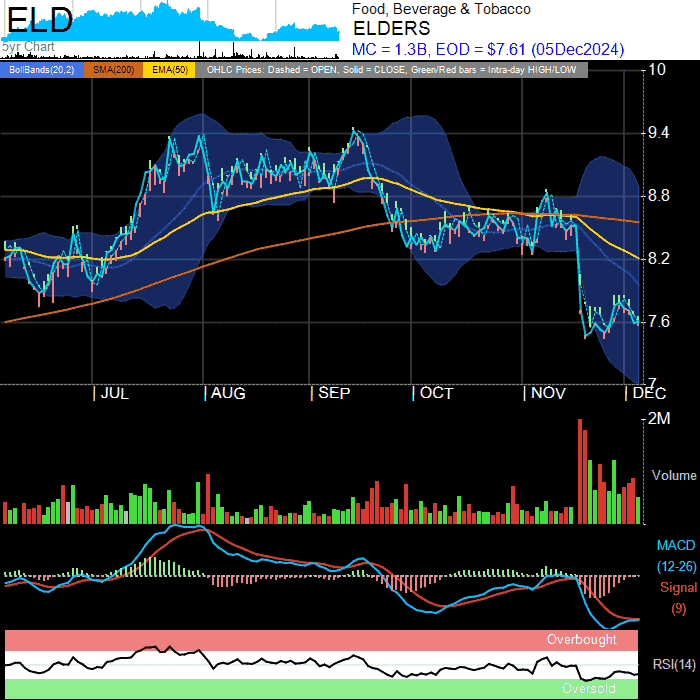 ELD
5yr Chart
Food, Beverage & Tobacco
ELDERS
MC = 1.3B, EOD = $7.61 (05Dec2024)
BollBands(20,2) SMA(200) EMA(50) OHLC Prices: Dashed = OPEN, Solid = CLOSE, Green/Red bars = Intra-day HIGH/LOW
10
9.4
8.8
8.2
7.6
7
| JUL | AUG | SEP | OCT | NOV | DEC
2M
Volume
MACD
(12-26)
Signal
(9)
Overbought
RSI(14)
Oversold